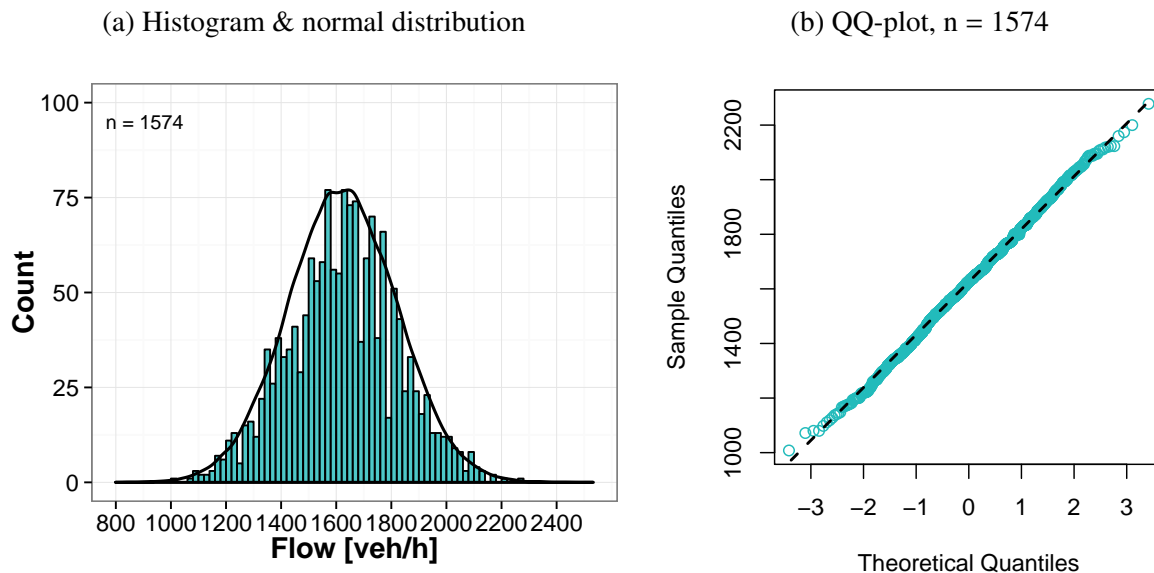 (a) Histogram & normal distribution
100
75
50
25
0
Count
n = 1574
800 1000 1200 1400 1600 1800 2000 2200 2400
Flow [veh/h]
(b) QQ-plot, n = 1574
2200
1800
1400
1000
Sample Quantiles
−3 −2 −1 0 1 2 3
Theoretical Quantiles